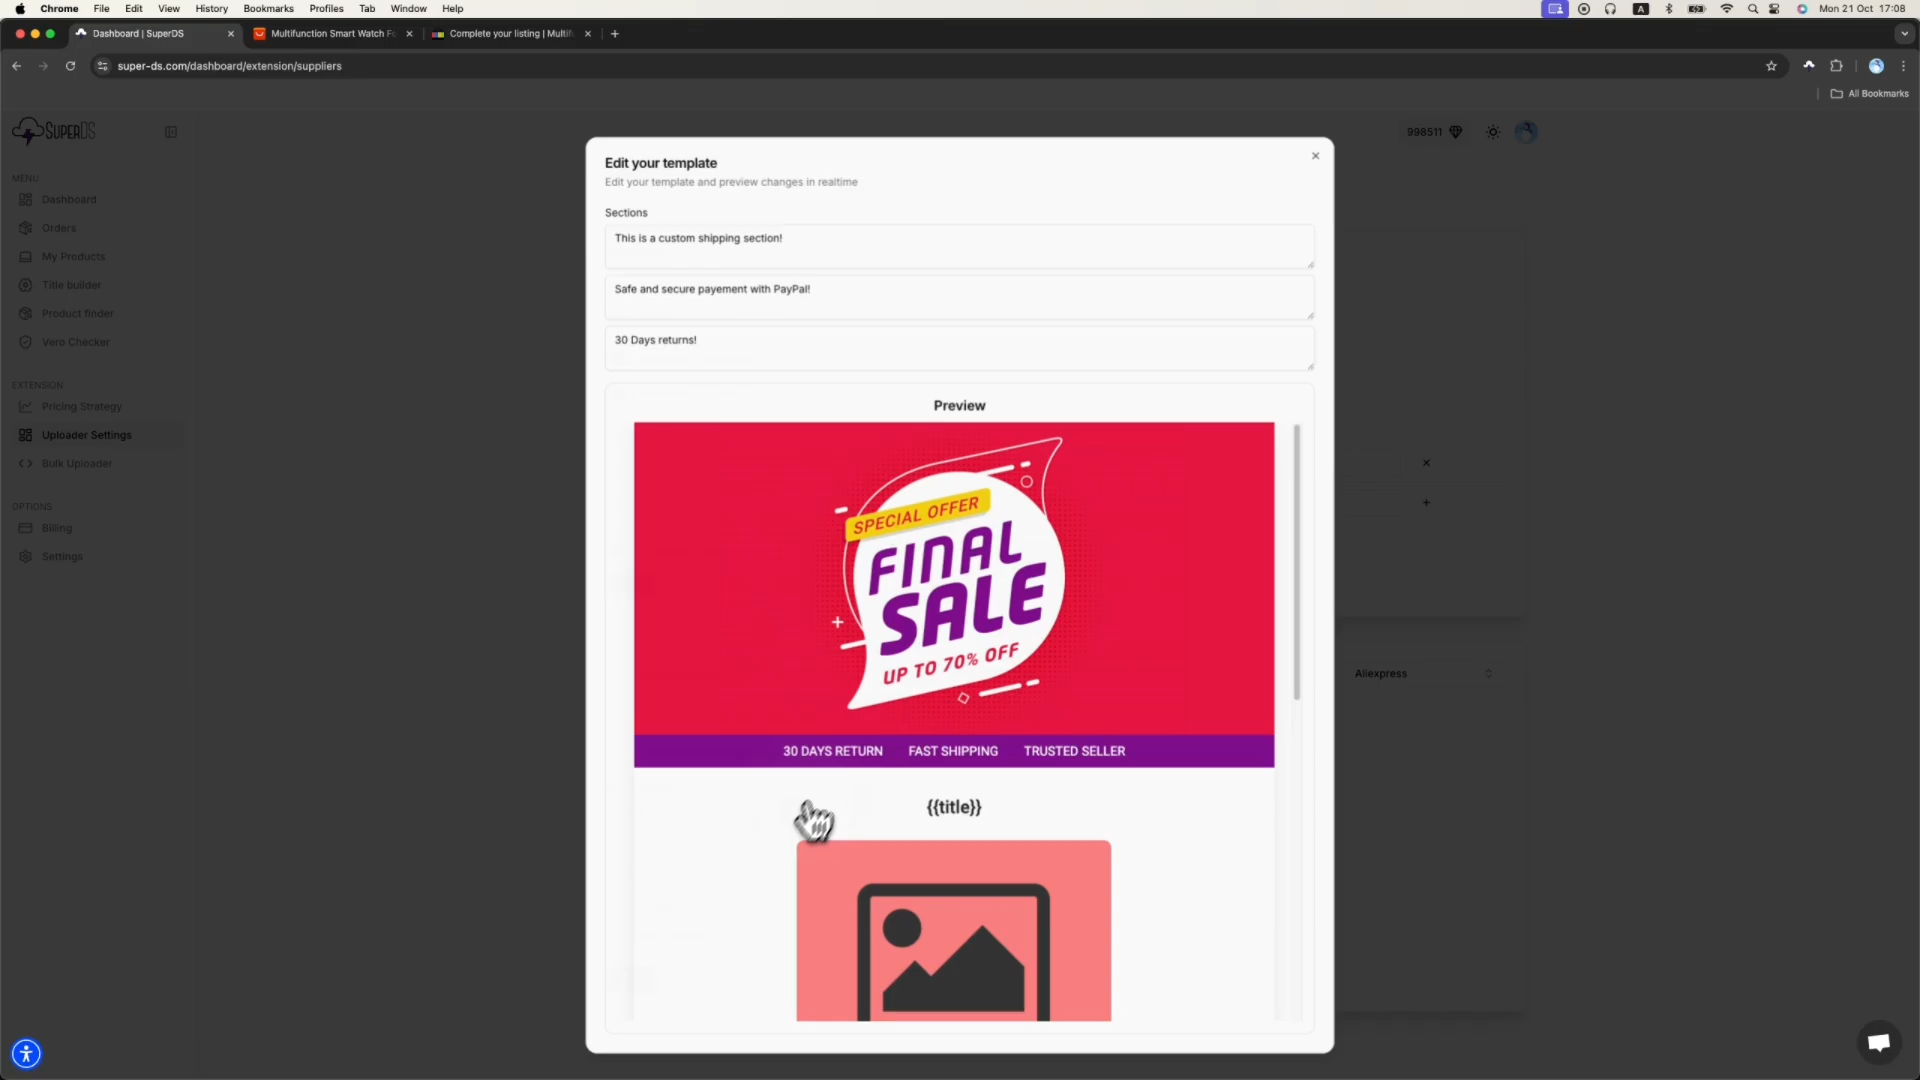 Chrome File Edit View History Bookmarks Profiles Tab Window Help
A
Mon 21 Oct 17:08
Dashboard | SuperDS
Multifunction Smart Watch Fo
Complete your listing | Multif
super-ds.com/dashboard/extension/suppliers
All Bookmarks
SUPERDS
998511
MENU
Dashboard
Orders
My Products
Title builder
Product finder
Vero Checker
EXTENSION
Pricing Strategy
Uploader Settings
Bulk Uploader
OPTIONS
Billing
Settings
Edit your template
Edit your template and preview changes in realtime
Sections
This is a custom shipping section!
Safe and secure payement with PayPal!
30 Days returns!
Preview
SPECIAL OFFER
FINAL
SALE
UP TO 70% OFF
30 DAYS RETURN FAST SHIPPING TRUSTED SELLER
{{title}}
Aliexpress